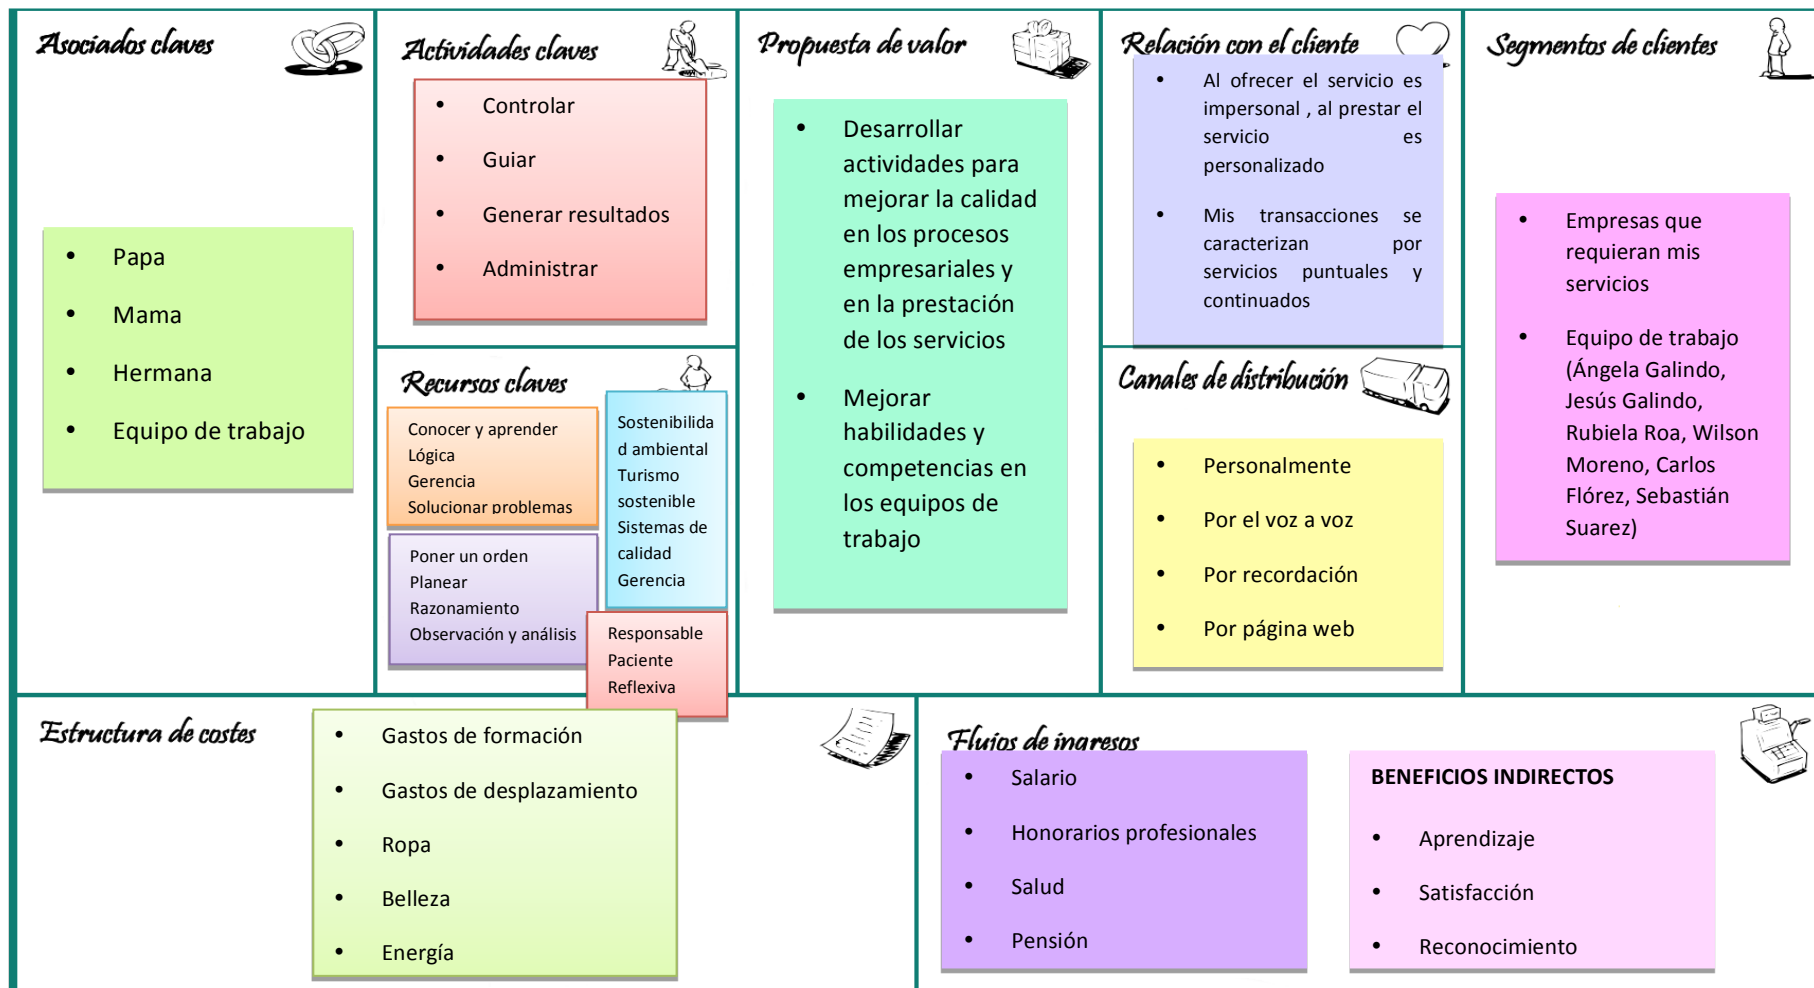 Asociados claves
• Papa
• Mama
• Hermana
• Equipo de trabajo
Actividades claves
• Controlar
• Guiar
• Generar resultados
• Administrar
Recursos claves
Conocer y aprender
Lógica
Gerencia
Solucionar problemas
Poner un orden
Planear
Razonamiento
Observación y análisis
Sostenibilida
d ambiental
Turismo
sostenible
Sistemas de
calidad
Gerencia
Responsable
Paciente
Reflexiva
Propuesta de valor
• Desarrollar
actividades para
mejorar la calidad
en los procesos
empresariales y
en la prestación
de los servicios
• Mejorar
habilidades y
competencias en
los equipos de
trabajo
Relación con el cliente
• Al ofrecer el servicio es
impersonal , al prestar el
servicio es
personalizado
• Mis transacciones se
caracterizan por
servicios puntuales y
continuados
Canales de distribución
• Personalmente
• Por el voz a voz
• Por recordación
• Por página web
Segmentos de clientes
• Empresas que
requieran mis
servicios
• Equipo de trabajo
(Ángela Galindo,
Jesús Galindo,
Rubiela Roa, Wilson
Moreno, Carlos
Flórez, Sebastián
Suarez)
Estructura de costes
• Gastos de formación
• Gastos de desplazamiento
• Ropa
• Belleza
• Energía
Flujos de ingresos
• Salario
• Honorarios profesionales
• Salud
• Pensión
BENEFICIOS INDIRECTOS
• Aprendizaje
• Satisfacción
• Reconocimiento